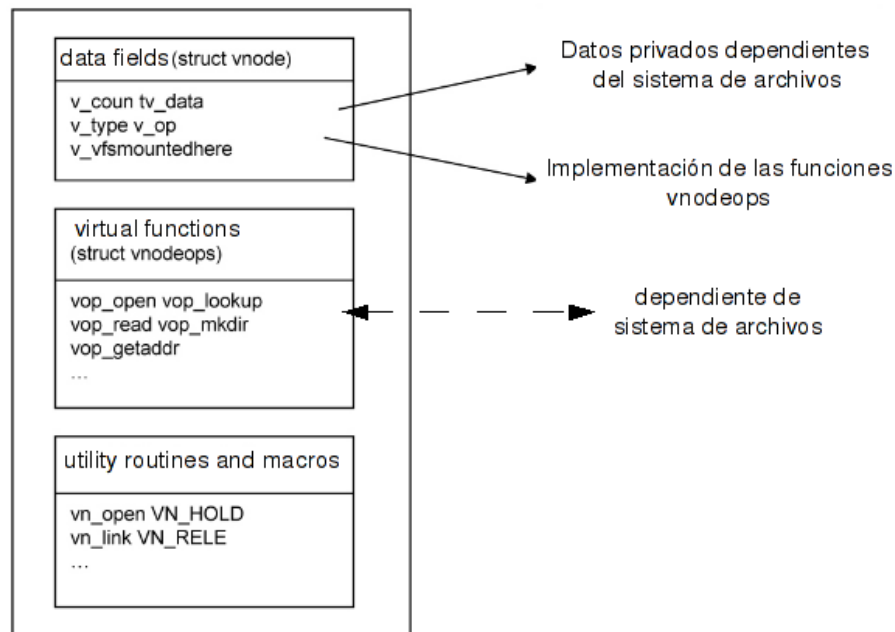 data fields (struct vnode)
v_coun tv_data
v_type v_op
v_vfsmountedhere
Datos privados dependientes
del sistema de archivos
Implementación de las funciones
vnodeops
virtual functions
(struct vnodeops)
vop_open vop_lookup
vop_read vop_mkdir
vop_getaddr
...
dependiente de
sistema de archivos
utility routines and macros
vn_open VN_HOLD
vn_link VN_RELE
...